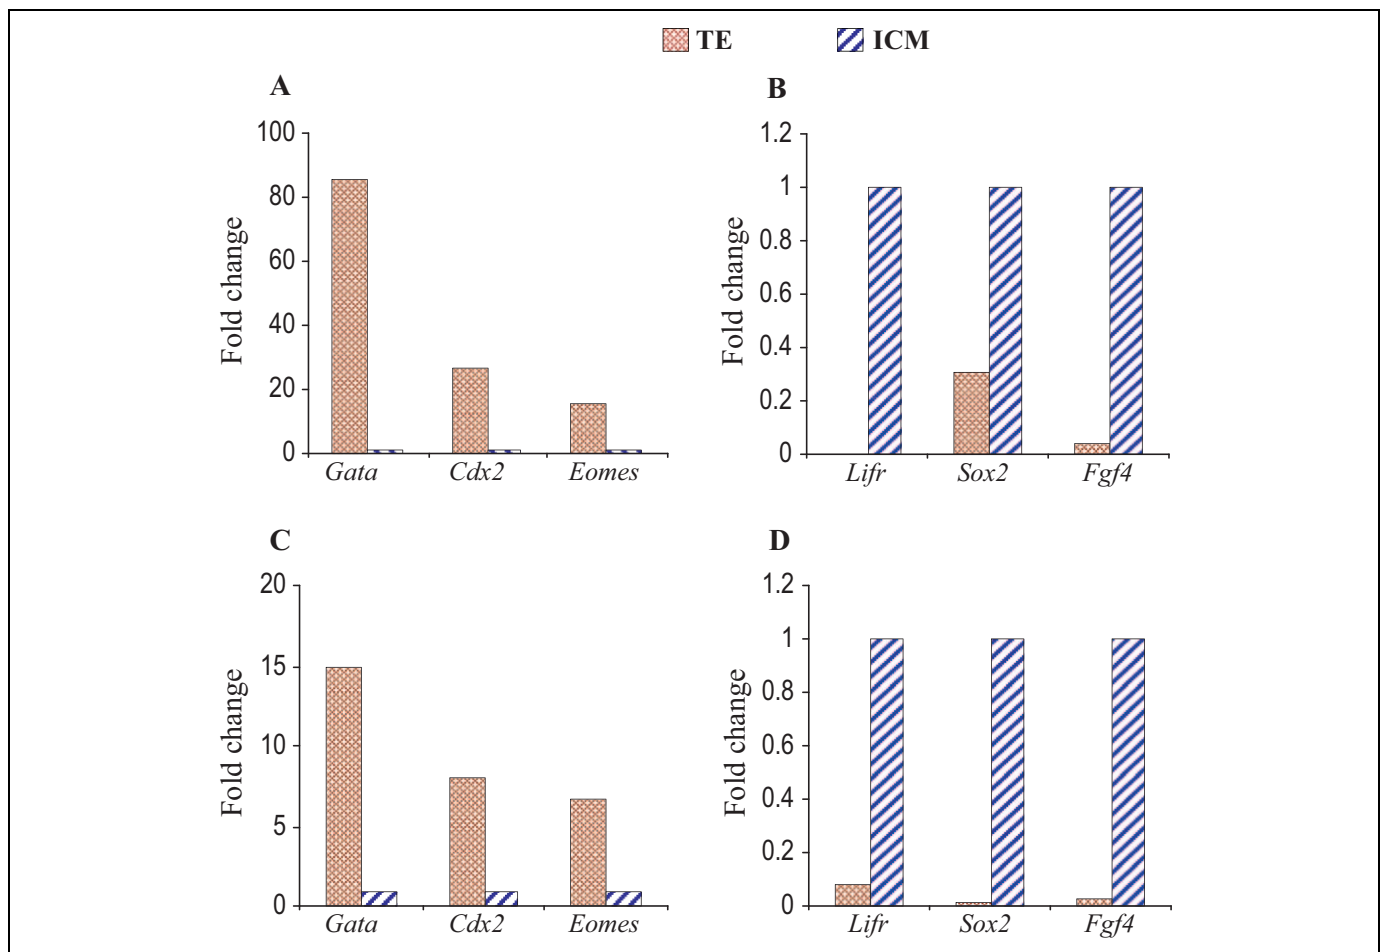 TE ICM
A
Fold change
100
80
60
40
20
0
Gata Cdx2 Eomes
B
Fold change
1.2
1
0.8
0.6
0.4
0.2
0
Lifr Sox2 Fgf4
C
Fold change
20
15
10
5
0
Gata Cdx2 Eomes
D
Fold change
1.2
1
0.8
0.6
0.4
0.2
0
Lifr Sox2 Fgf4